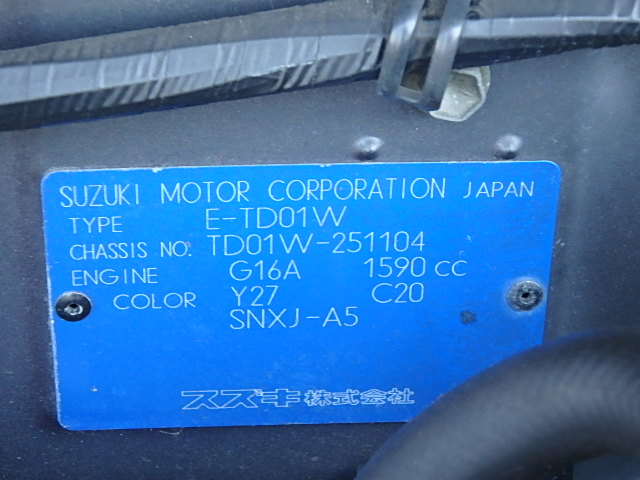 SUZUKI MOTOR CORPORATION JAPAN
TYPE E-TD01W
CHASSIS NO. TD01W-251104
ENGINE G16A 1590 CC
COLOR Y27 C20
SNXJ-A5
スズキ株式会社